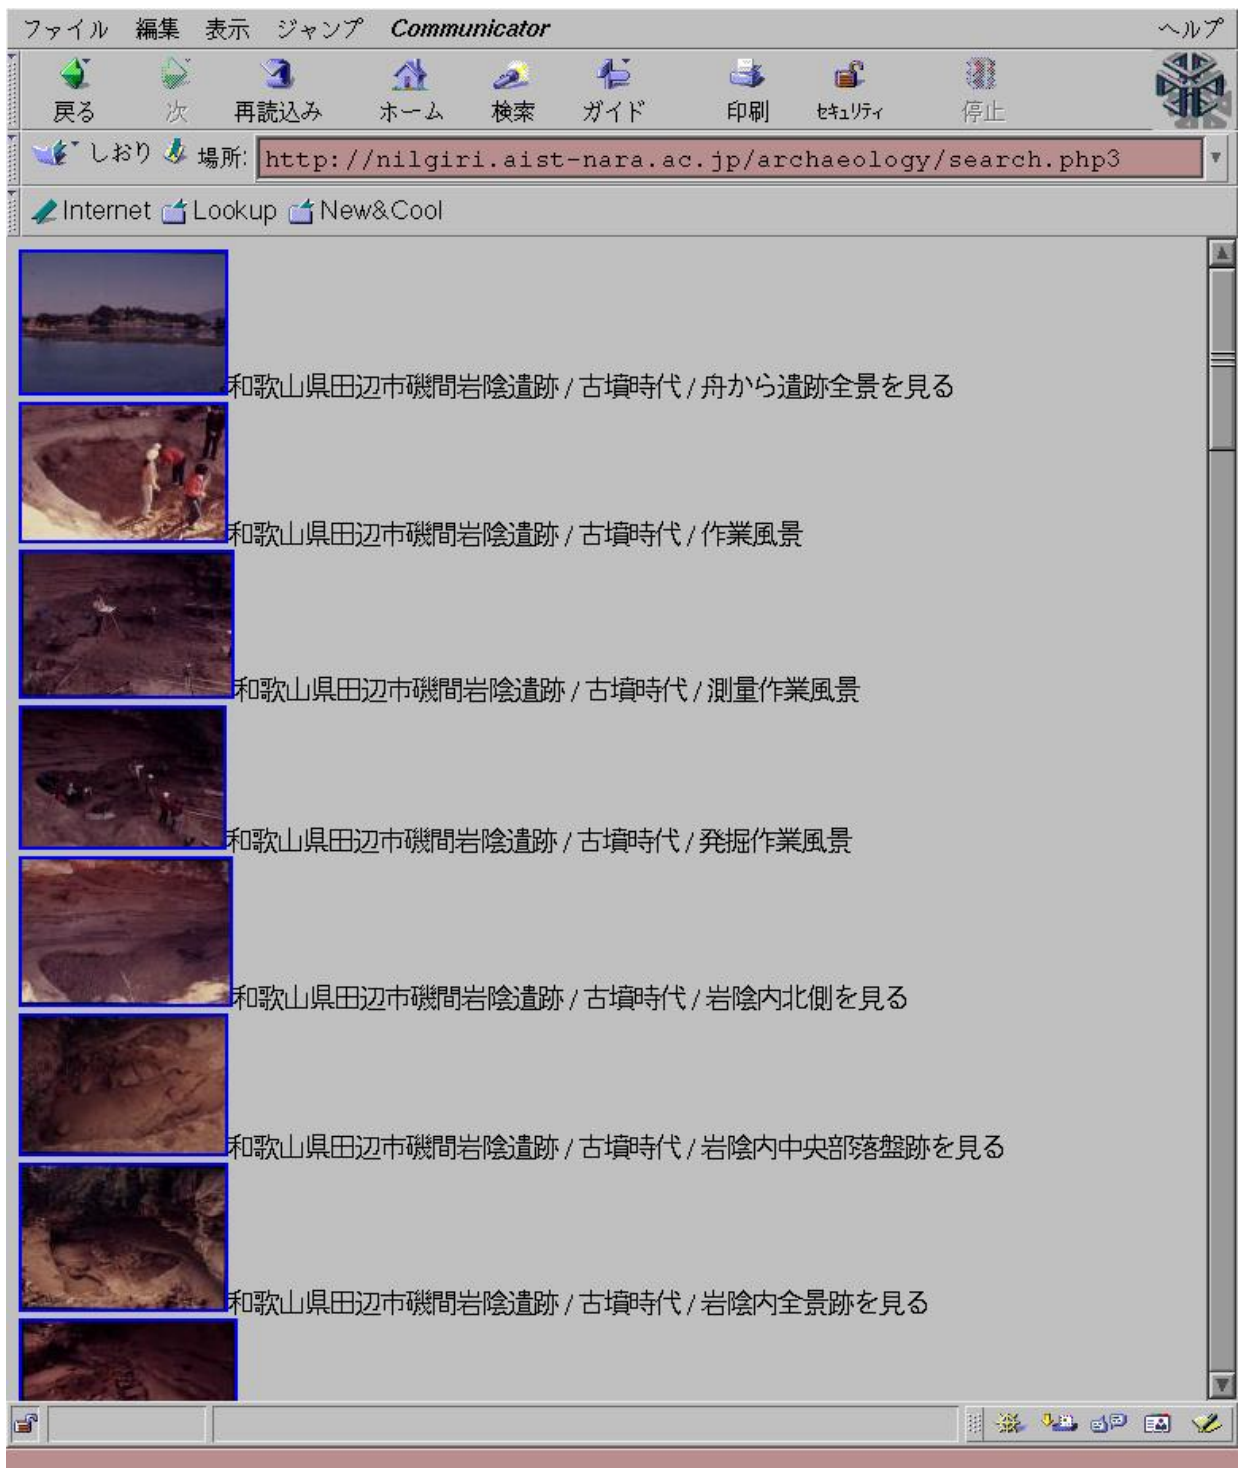 ファイル 編集 表示 ジャンプ Communicator ヘルプ
戻る 次 再読込み ホーム 検索 ガイド 印刷 セキュリティ 停止
しおり 場所: http://nilgiri.aist-nara.ac.jp/archaeology/search.php3
Internet Lookup New&Cool
和歌山県田辺市磯間岩陰遺跡 / 古墳時代 / 舟から遺跡全景を見る
和歌山県田辺市磯間岩陰遺跡 / 古墳時代 / 作業風景
和歌山県田辺市磯間岩陰遺跡 / 古墳時代 / 測量作業風景
和歌山県田辺市磯間岩陰遺跡 / 古墳時代 / 発掘作業風景
和歌山県田辺市磯間岩陰遺跡 / 古墳時代 / 岩陰内北側を見る
和歌山県田辺市磯間岩陰遺跡 / 古墳時代 / 岩陰内中央部落盤跡を見る
和歌山県田辺市磯間岩陰遺跡 / 古墳時代 / 岩陰内全景跡を見る